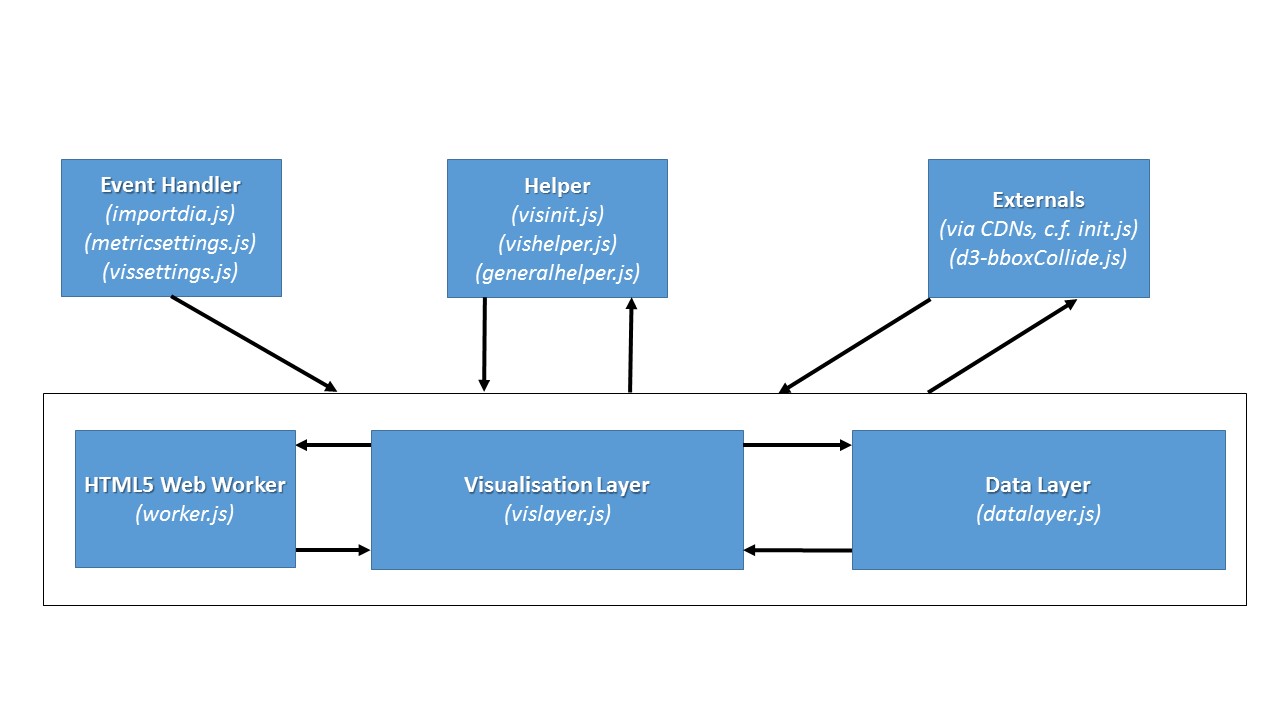 Event Handler
(importdia.js)
(metricsettings.js)
(vissettings.js)
Helper
(visinit.js)
(vishelper.js)
(generalhelper.js)
Externals
(via CDNs, c.f. init.js)
(d3-bboxCollide.js)
HTML5 Web Worker
(worker.js)
Visualisation Layer
(vislayer.js)
Data Layer
(datalayer.js)